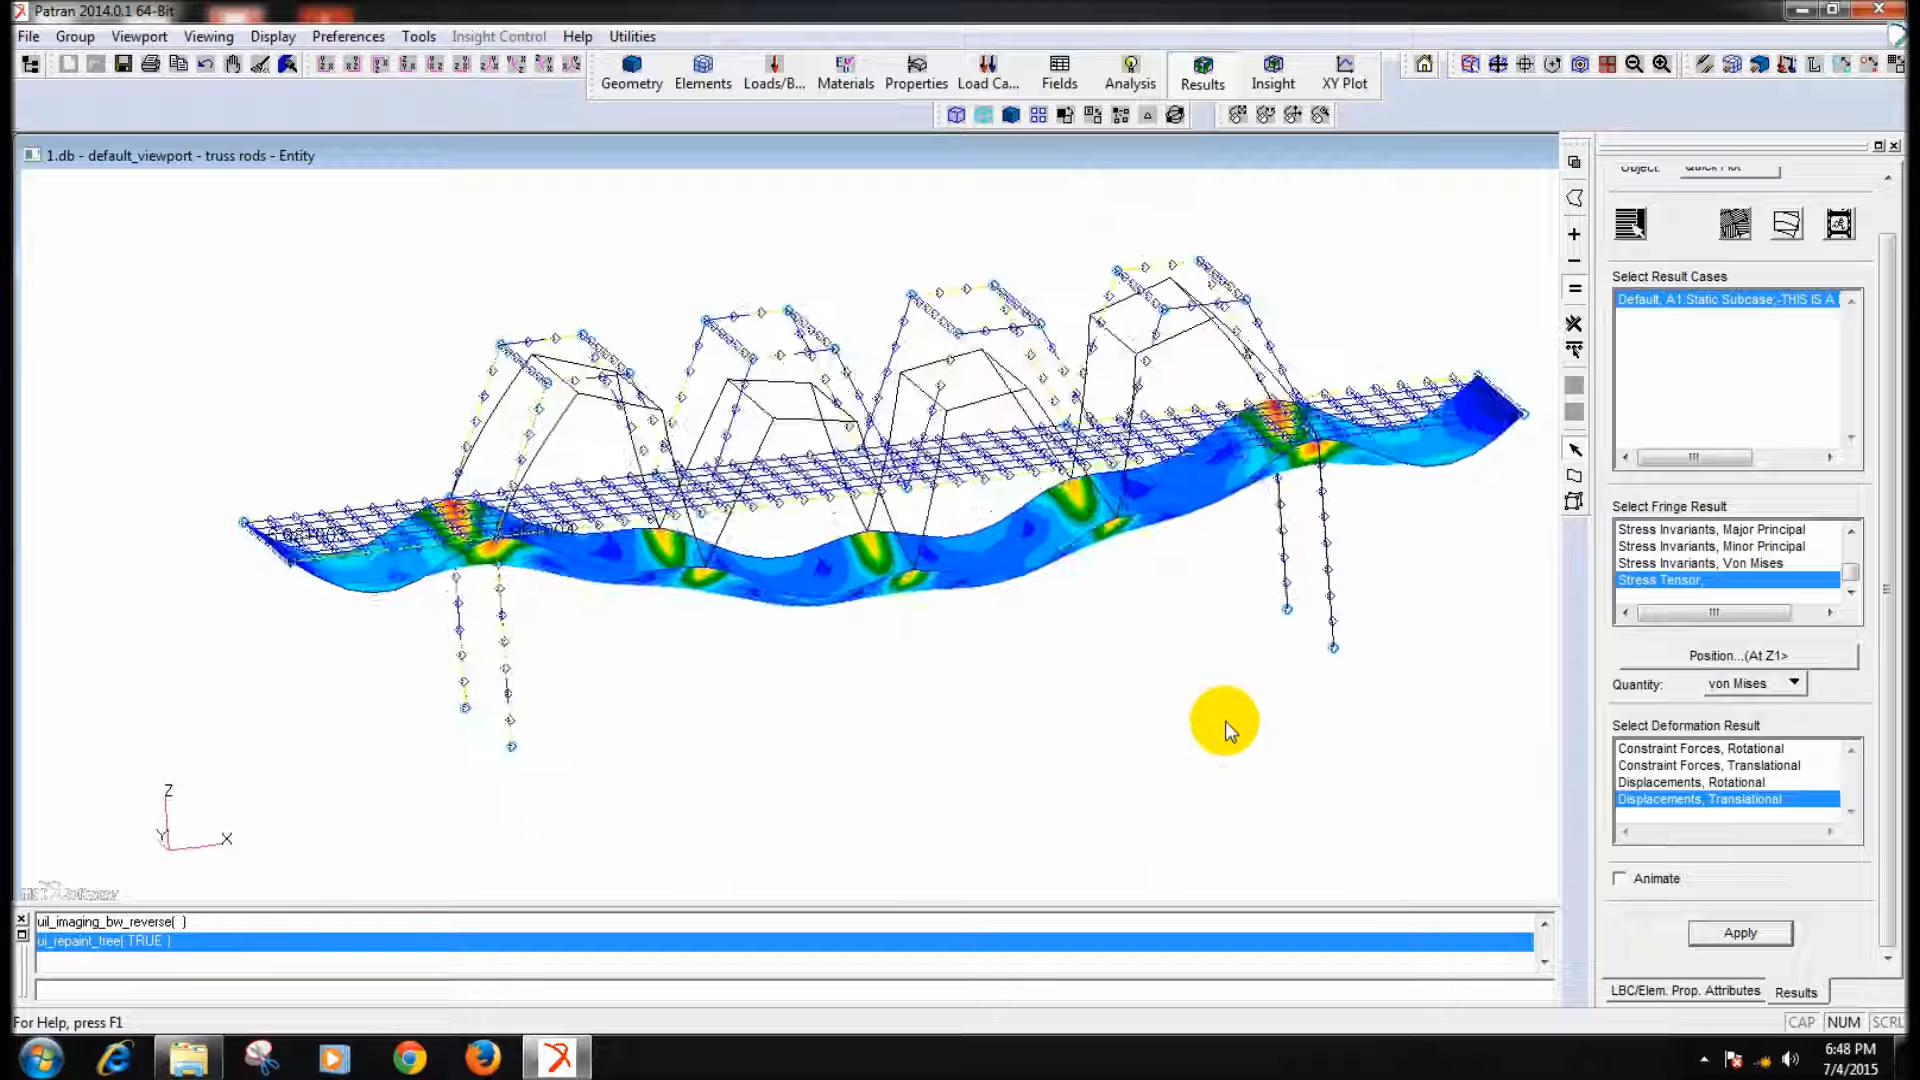 Patran 2014.0.1 64-Bit
File Group Viewport Viewing Display Preferences Tools Insight Control Help Utilities
Geometry Elements Loads/B... Materials Properties Load Ca... Fields Analysis Results Insight XY Plot
1.db - default_viewport - truss rods - Entity
Object: Quick Plot
Select Result Cases
Default, A1:Static Subcase;-THIS IS A
Select Fringe Result
Stress Invariants, Major Principal
Stress Invariants, Minor Principal
Stress Invariants, Von Mises
Stress Tensor,
Position...(At Z1>
Quantity: von Mises
Select Deformation Result
Constraint Forces, Rotational
Constraint Forces, Translational
Displacements, Rotational
Displacements, Translational
Animate
Apply
LBC/Elem. Prop. Attributes Results
Z
Y
X
uil_imaging_bw_reverse( )
ui_repaint_tree( TRUE )
For Help, press F1
CAP NUM SCRL
6:48 PM
7/4/2015